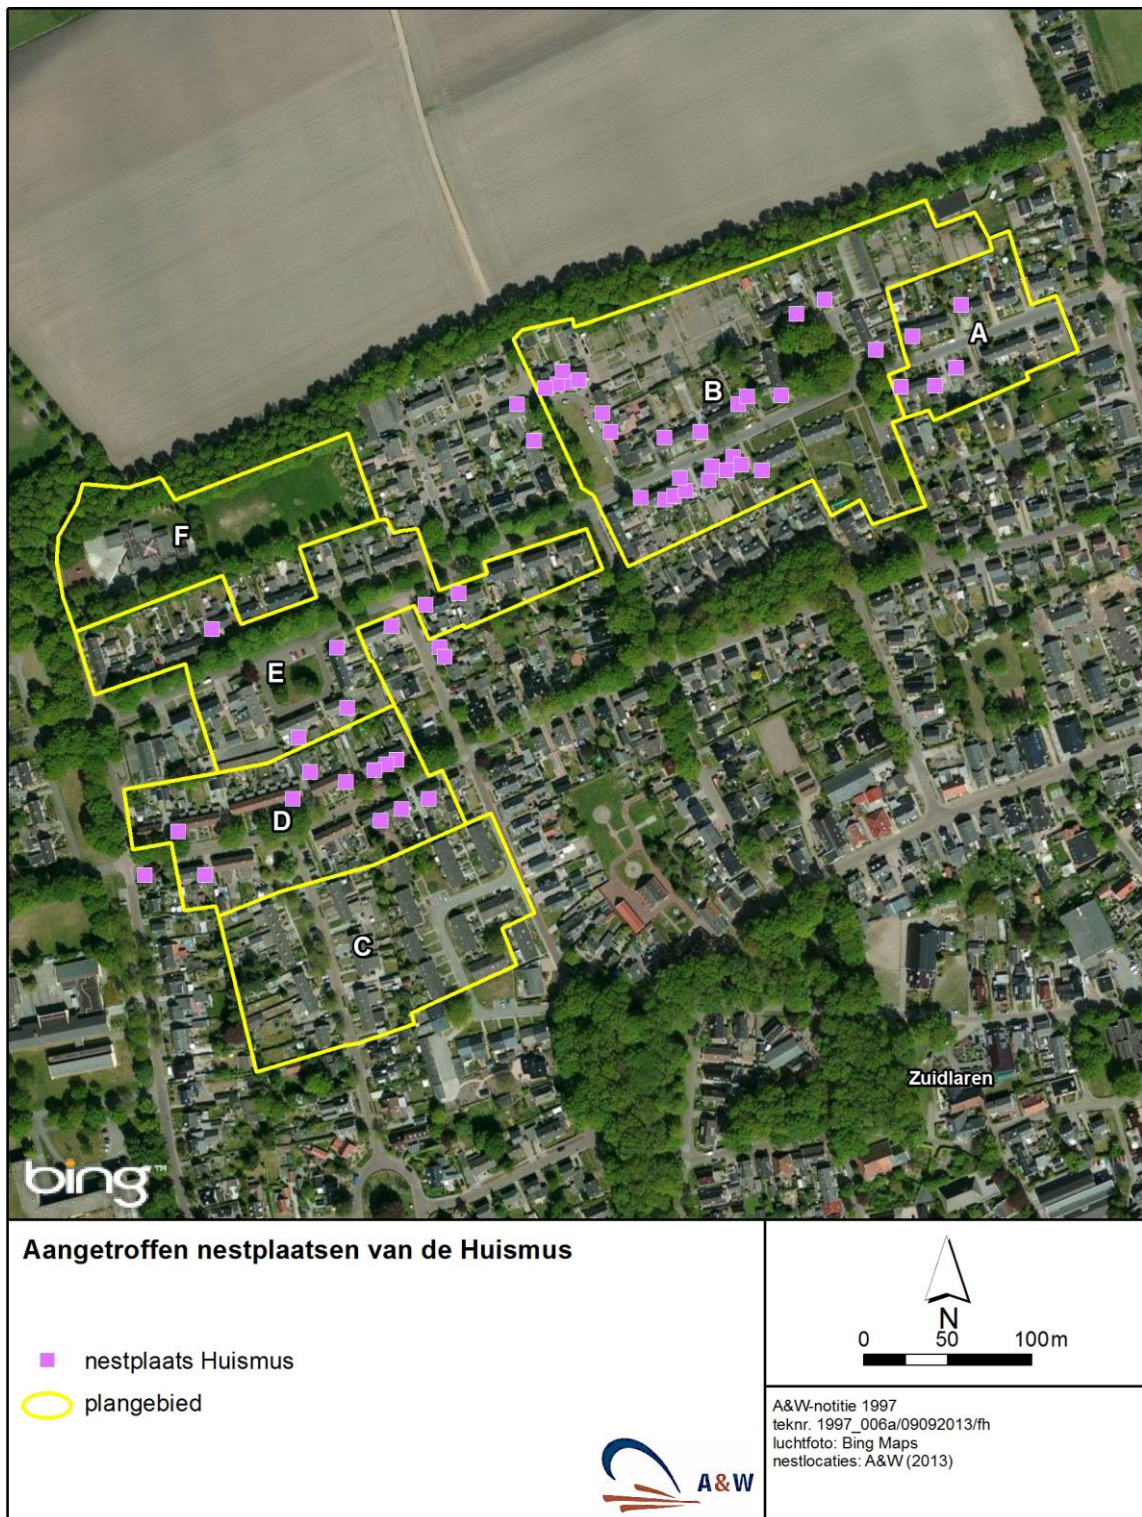 A
B
F
E
D
C
Zuidlaren
bing™
Aangetroffen nestplaatsen van de Huismus
nestplaats Huismus
plangebied
N
0 50 100m
A&W-notitie 1997
teknr. 1997_006a/09092013/fh
luchtfoto: Bing Maps
nestlocaties: A&W (2013)
A&W